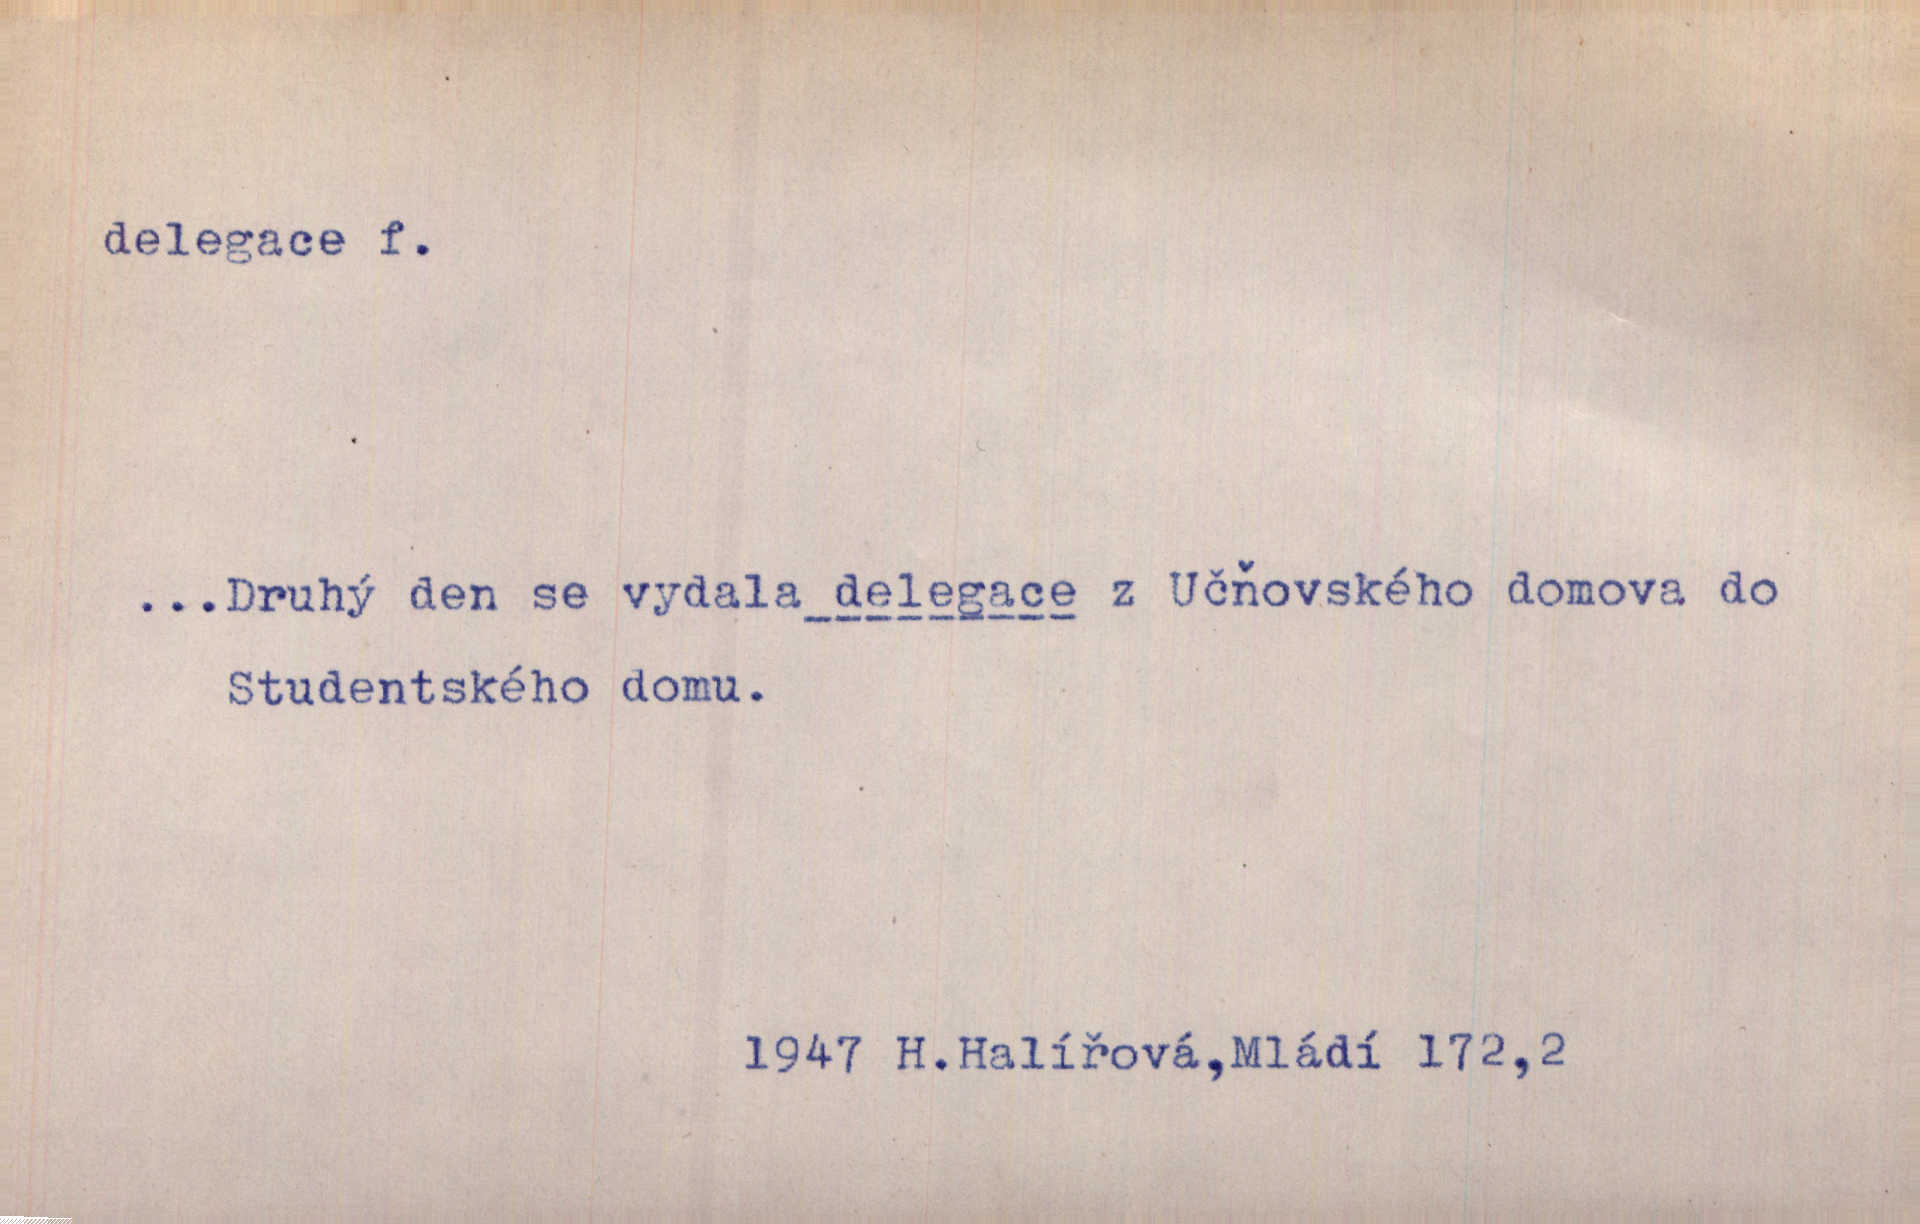 delegace f.
...Druhý den se vydala delegace z Učňovského domova do
Studentského domu.
1947 H.Halířová,Mládí 172,2